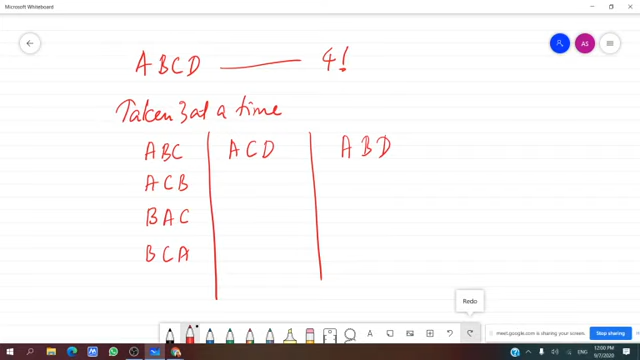 Microsoft Whiteboard
AS
ABCD —— 4!
Taken 3 at a time
ABC | ACD | ABD
ACB
BAC
BCA
Redo
meet.google.com is sharing your screen.
Stop sharing
ENG
12:00 PM
9/7/2020